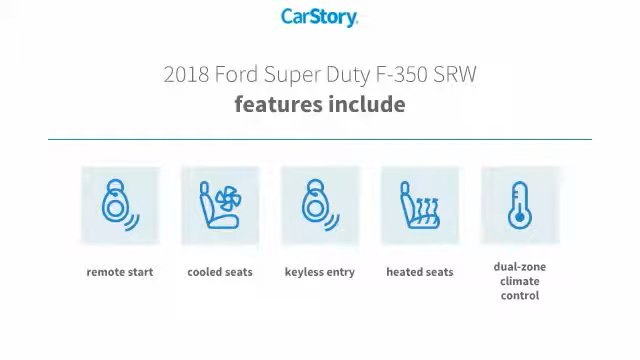 CarStory.
2018 Ford Super Duty F-350 SRW
features include
remote start
cooled seats
keyless entry
heated seats
dual-zone
climate
control